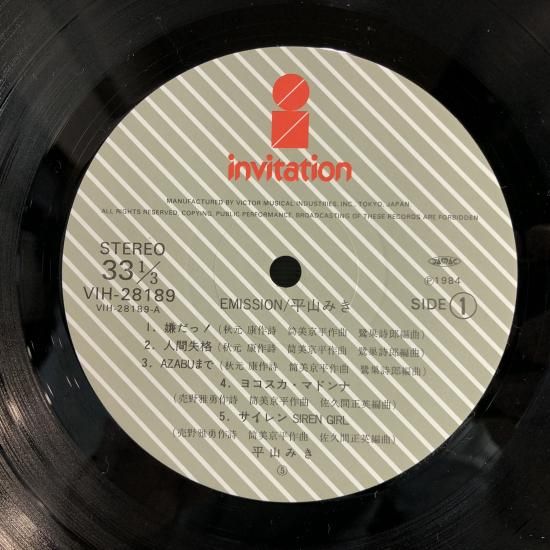 invitation
MANUFACTURED BY VICTOR MUSICAL INDUSTRIES, INC., TOKYO, JAPAN
ALL RIGHTS RESERVED, COPYING, PUBLIC PERFORMANCE, BROADCASTING OF THESE RECORDS ARE FORBIDDEN
STEREO
33 1/3
VIH-28189
VIH-28189-A
JASRAC
Ⓟ1984
SIDE 1
EMISSION/平山みき
1. 嫌だっ! (秋元 康作詩 筒美京平作曲 鷺巣詩郎編曲)
2. 人間失格 (秋元 康作詩 筒美京平作曲 鷺巣詩郎編曲)
3. AZABUまで (秋元 康作詩 筒美京平作曲 鷺巣詩郎編曲)
4. ヨコスカ・マドンナ
(売野雅勇作詩 筒美京平作曲 佐久間正英編曲)
5. サイレン SIREN GIRL
(売野雅勇作詩 筒美京平作曲 佐久間正英編曲)
平山みき
Ⓢ